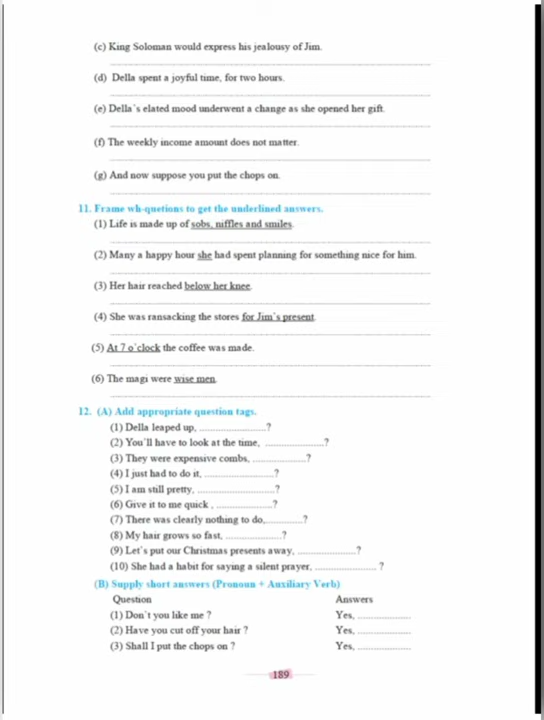 (c) King Soloman would express his jealousy of Jim.
(d) Della spent a joyful time, for two hours.
(e) Della's elated mood underwent a change as she opened her gift.
(f) The weekly income amount does not matter.
(g) And now suppose you put the chops on.
11. Frame wh-quetions to get the underlined answers.
(1) Life is made up of sobs, niffles and smiles.
(2) Many a happy hour she had spent planning for something nice for him.
(3) Her hair reached below her knee.
(4) She was ransacking the stores for Jim's present.
(5) At 7 o'clock the coffee was made.
(6) The magi were wise men.
12. (A) Add appropriate question tags.
(1) Della leaped up, ........................?
(2) You'll have to look at the time, .....................?
(3) They were expensive combs, ...................?
(4) I just had to do it, ........................?
(5) I am still pretty, ...........................?
(6) Give it to me quick , ....................?
(7) There was clearly nothing to do,.............?
(8) My hair grows so fast, ....................?
(9) Let's put our Christmas presents away, ....................?
(10) She had a habit for saying a silent prayer, ..................... ?
(B) Supply short answers (Pronoun + Auxiliary Verb)
Question Answers
(1) Don't you like me ? Yes, ..................
(2) Have you cut off your hair ? Yes, ..................
(3) Shall I put the chops on ? Yes, ..................
189